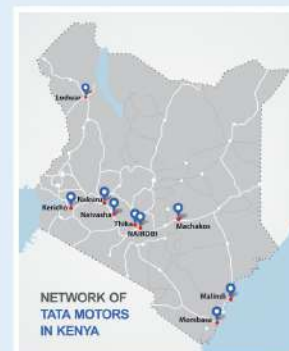 Lodwar
Nakuru
Kericho
Naivasha
Thika
NAIROBI
Machakos
Malindi
Mombasa
NETWORK OF
TATA MOTORS
IN KENYA